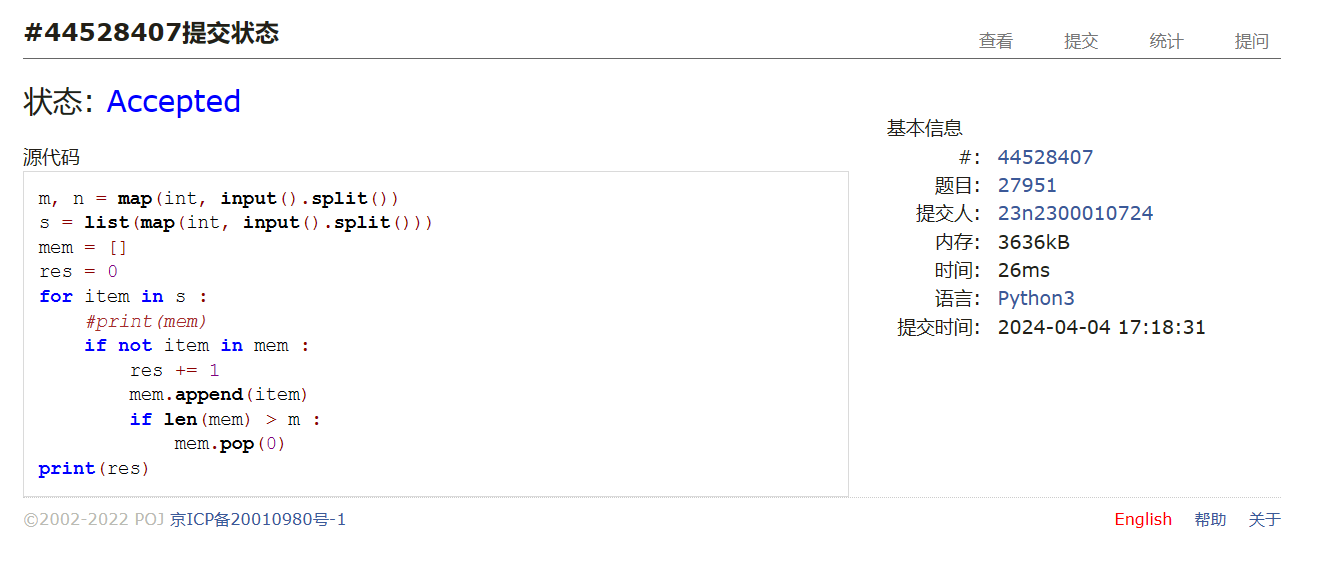 #44528407提交状态
查看 提交 统计 提问
状态: Accepted
源代码
m, n = map(int, input().split())
s = list(map(int, input().split()))
mem = []
res = 0
for item in s :
    #print(mem)
    if not item in mem :
        res += 1
        mem.append(item)
        if len(mem) > m :
            mem.pop(0)
print(res)
基本信息
#: 44528407
题目: 27951
提交人: 23n2300010724
内存: 3636kB
时间: 26ms
语言: Python3
提交时间: 2024-04-04 17:18:31
©2002-2022 POJ 京ICP备20010980号-1
English 帮助 关于